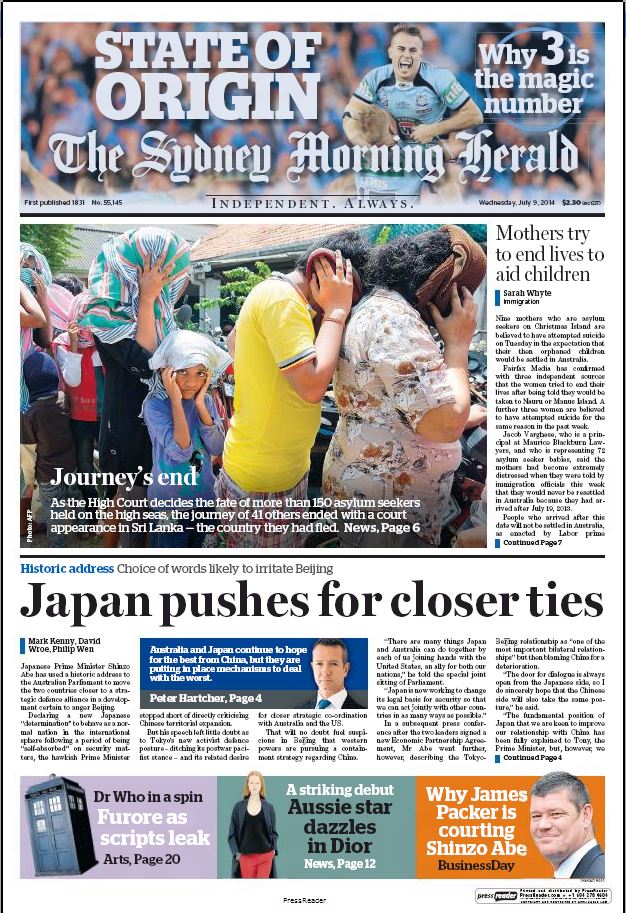 STATE OF
ORIGIN
Why 3 is
the magic
number
The Sydney Morning Herald
First published 1831 No. 55,145
INDEPENDENT. ALWAYS.
Wednesday, July 9, 2014 $2.30
Journey's end
As the High Court decides the fate of more than 150 asylum seekers
held on the high seas, the journey of 41 others ended with a court
appearance in Sri Lanka – the country they had fled. News, Page 6
Photo: AFP
Mothers try
to end lives to
aid children
Sarah Whyte
Immigration
Nine mothers who are asylum
seekers on Christmas Island are
believed to have attempted suicide
on Tuesday in the expectation that
their then orphaned children
would be settled in Australia.
Fairfax Media has confirmed
with three independent sources
that the women tried to end their
lives after being told they would be
taken to Nauru or Manus Island. A
further three women are believed
to have attempted suicide for the
same reason in the past week.
Jacob Varghese, who is a prin-
cipal at Maurice Blackburn Law-
yers, and who is representing 72
asylum seeker babies, said the
mothers had become extremely
distressed when they were told by
immigration officials this week
that they would never be resettled
in Australia because they had ar-
rived after July 19, 2013.
People who arrived after this
date will not be settled in Australia,
as enacted by Labor prime
Continued Page 7
Historic address Choice of words likely to irritate Beijing
Japan pushes for closer ties
Mark Kenny, David
Wroe, Philip Wen
Japanese Prime Minister Shinzo
Abe has used a historic address to
the Australian Parliament to move
the two countries closer to a stra-
tegic defence alliance in a develop-
ment certain to anger Beijing.
Declaring a new Japanese
"determination" to behave as a nor-
mal nation in the international
sphere following a period of being
"self-absorbed" on security mat-
ters, the hawkish Prime Minister
Australia and Japan continue to hope
for the best from China, but they are
putting in place mechanisms to deal
with the worst.
Peter Hartcher, Page 4
stopped short of directly criticising
Chinese territorial expansion.
But his speech left little doubt as
to Tokyo's new activist defence
posture – ditching its postwar paci-
fist stance – and its related desire
for closer strategic co-ordination
with Australia and the US.
That will no doubt fuel suspi-
cions in Beijing that western
powers are pursuing a contain-
ment strategy regarding China.
"There are many things Japan
and Australia can do together by
each of us joining hands with the
United States, an ally for both our
nations," he told the special joint
sitting of Parliament.
"Japan is now working to change
its legal basis for security so that
we can act jointly with other coun-
tries in as many ways as possible."
In a subsequent press confer-
ence after the two leaders signed a
new Economic Partnership Agree-
ment, Mr Abe went further,
however, describing the Tokyo-
Beijing relationship as "one of the
most important bilateral relation-
ships" but then blaming China for a
deterioration.
"The door for dialogue is always
open from the Japanese side, so I
do sincerely hope that the Chinese
side will also take the same pos-
ture," he said.
"The fundamental position of
Japan that we are keen to improve
our relationship with China has
been fully explained to Tony, the
Prime Minister, but, however, we
Continued Page 4
Dr Who in a spin
Furore as
scripts leak
Arts, Page 20
A striking debut
Aussie star
dazzles
in Dior
News, Page 12
Why James
Packer is
courting
Shinzo Abe
BusinessDay
pressreader
Printed and distributed by PressReader
PressReader